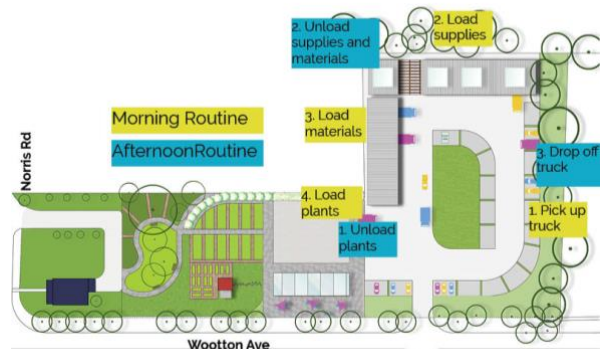 2. Unload
supplies and
materials
2. Load
supplies
Morning Routine
AfternoonRoutine
3. Load
materials
3. Drop off
truck
Norris Rd
4. Load
plants
1. Unload
plants
1. Pick up
truck
Wootton Ave